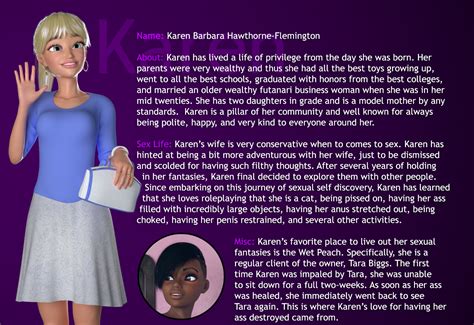 Karen
Name: Karen Barbara Hawthorne-Flemington
About: Karen has lived a life of privilege from the day she was born. Her
parents were very wealthy and thus she had all the best toys growing up,
went to all the best schools, graduated with honors from the best colleges,
and married an older wealthy futanari business woman when she was in her
mid twenties. She has two daughters in grade and is a model mother by any
standards. Karen is a pillar of her community and well known for always
being polite, happy, and very kind to everyone around her.
Sex Life: Karen's wife is very conservative when to comes to sex. Karen has
hinted at being a bit more adventurous with her wife, just to be dismissed
and scolded for having such filthy thoughts. After several years of holding
in her fantasies, Karen final decided to explore them with other people.
Since embarking on this journey of sexual self discovery, Karen has learned
that she loves roleplaying that she is a cat, being pissed on, having her ass
filled with incredibly large objects, having her anus stretched out, being
choked, having her penis restrained, and several other activities.
Misc: Karen's favorite place to live out her sexual
fantasies is the Wet Peach. Specifically, she is a
regular client of the owner, Tara Biggs. The first
time Karen was impaled by Tara, she was unable
to sit down for a full two-weeks. As soon as her ass
was healed, she immediately went back to see
Tara again. This is where Karen's love for having her
ass destroyed came from.